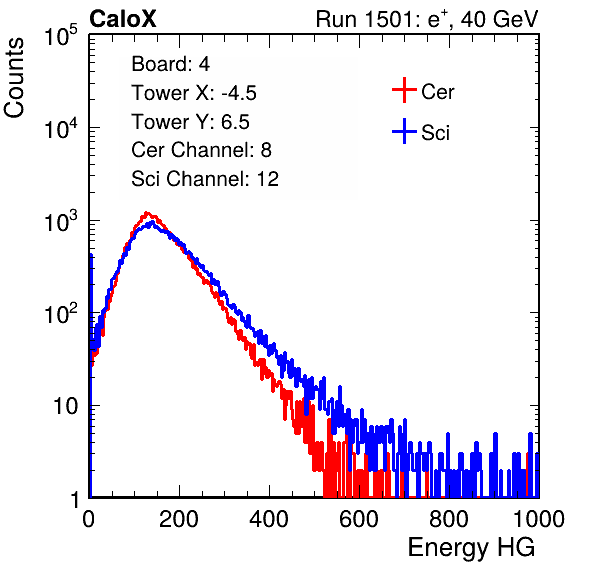 CaloX Run 1501: e⁺, 40 GeV
Counts
Board: 4
Tower X: -4.5
Tower Y: 6.5
Cer Channel: 8
Sci Channel: 12
Cer
Sci
10⁵
10⁴
10³
10²
10
1
0 200 400 600 800 1000
Energy HG